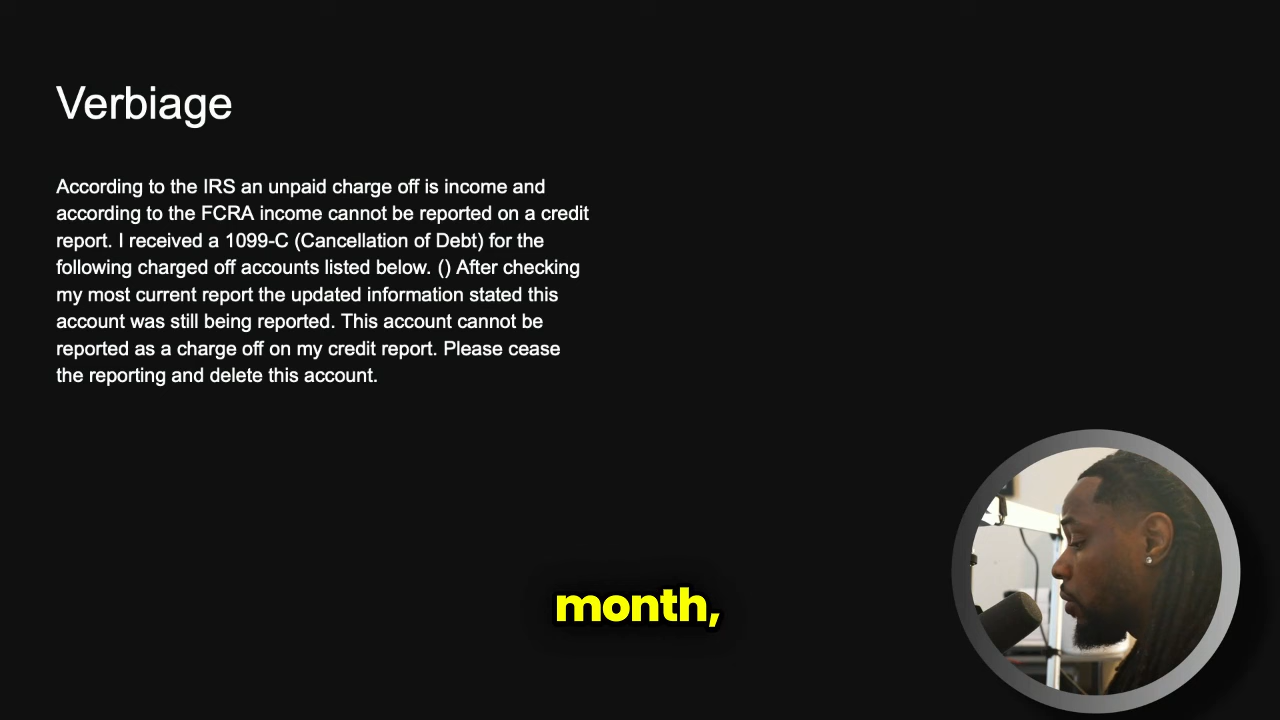 Verbiage
According to the IRS an unpaid charge off is income and
according to the FCRA income cannot be reported on a credit
report. I received a 1099-C (Cancellation of Debt) for the
following charged off accounts listed below. () After checking
my most current report the updated information stated this
account was still being reported. This account cannot be
reported as a charge off on my credit report. Please cease
the reporting and delete this account.
month,